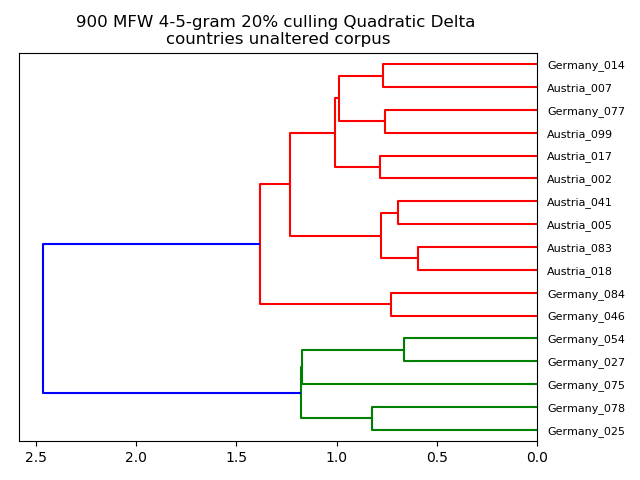 900 MFW 4-5-gram 20% culling Quadratic Delta
countries unaltered corpus
Germany_014
Austria_007
Germany_077
Austria_099
Austria_017
Austria_002
Austria_041
Austria_005
Austria_083
Austria_018
Germany_084
Germany_046
Germany_054
Germany_027
Germany_075
Germany_078
Germany_025
2.5 2.0 1.5 1.0 0.5 0.0